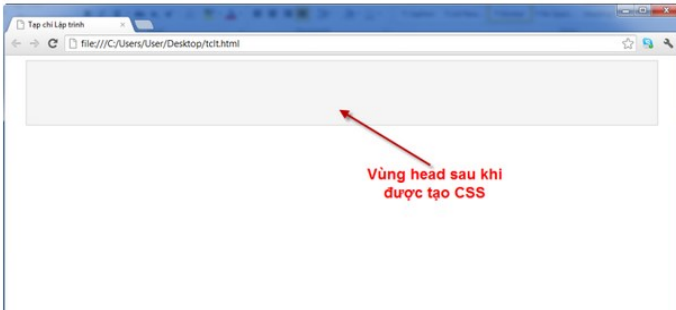 Tạp chí Lập trình
file:///C:/Users/User/Desktop/tclt.html
Vùng head sau khi
được tạo CSS